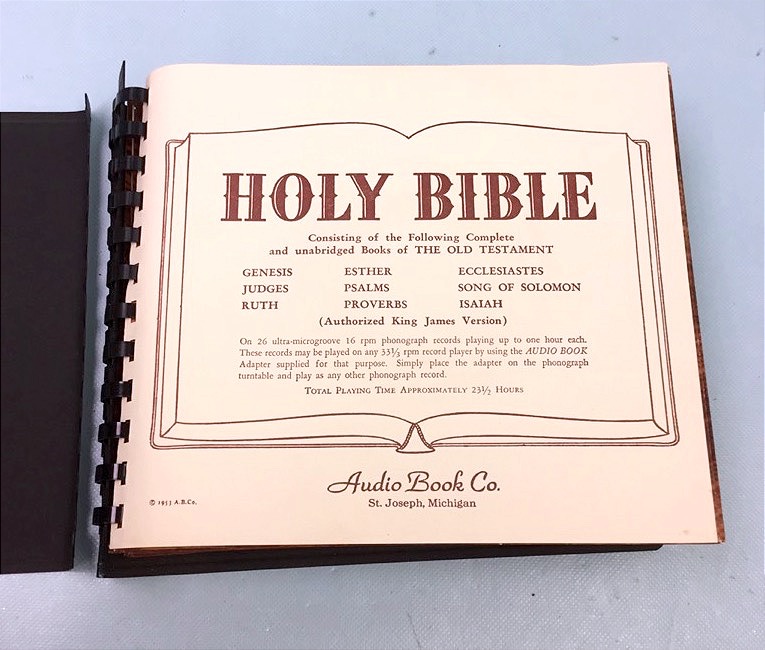 HOLY BIBLE
Consisting of the Following Complete
and unabridged Books of THE OLD TESTAMENT
GENESIS ESTHER ECCLESIASTES
JUDGES PSALMS SONG OF SOLOMON
RUTH PROVERBS ISAIAH
(Authorized King James Version)
On 26 ultra-microgroove 16 rpm phonograph records playing up to one hour each.
These records may be played on any 33⅓ rpm record player by using the AUDIO BOOK
Adapter supplied for that purpose. Simply place the adapter on the phonograph
turntable and play as any other phonograph record.
TOTAL PLAYING TIME APPROXIMATELY 23½ HOURS
Audio Book Co.
St. Joseph, Michigan
© 1953 A.B.Co.